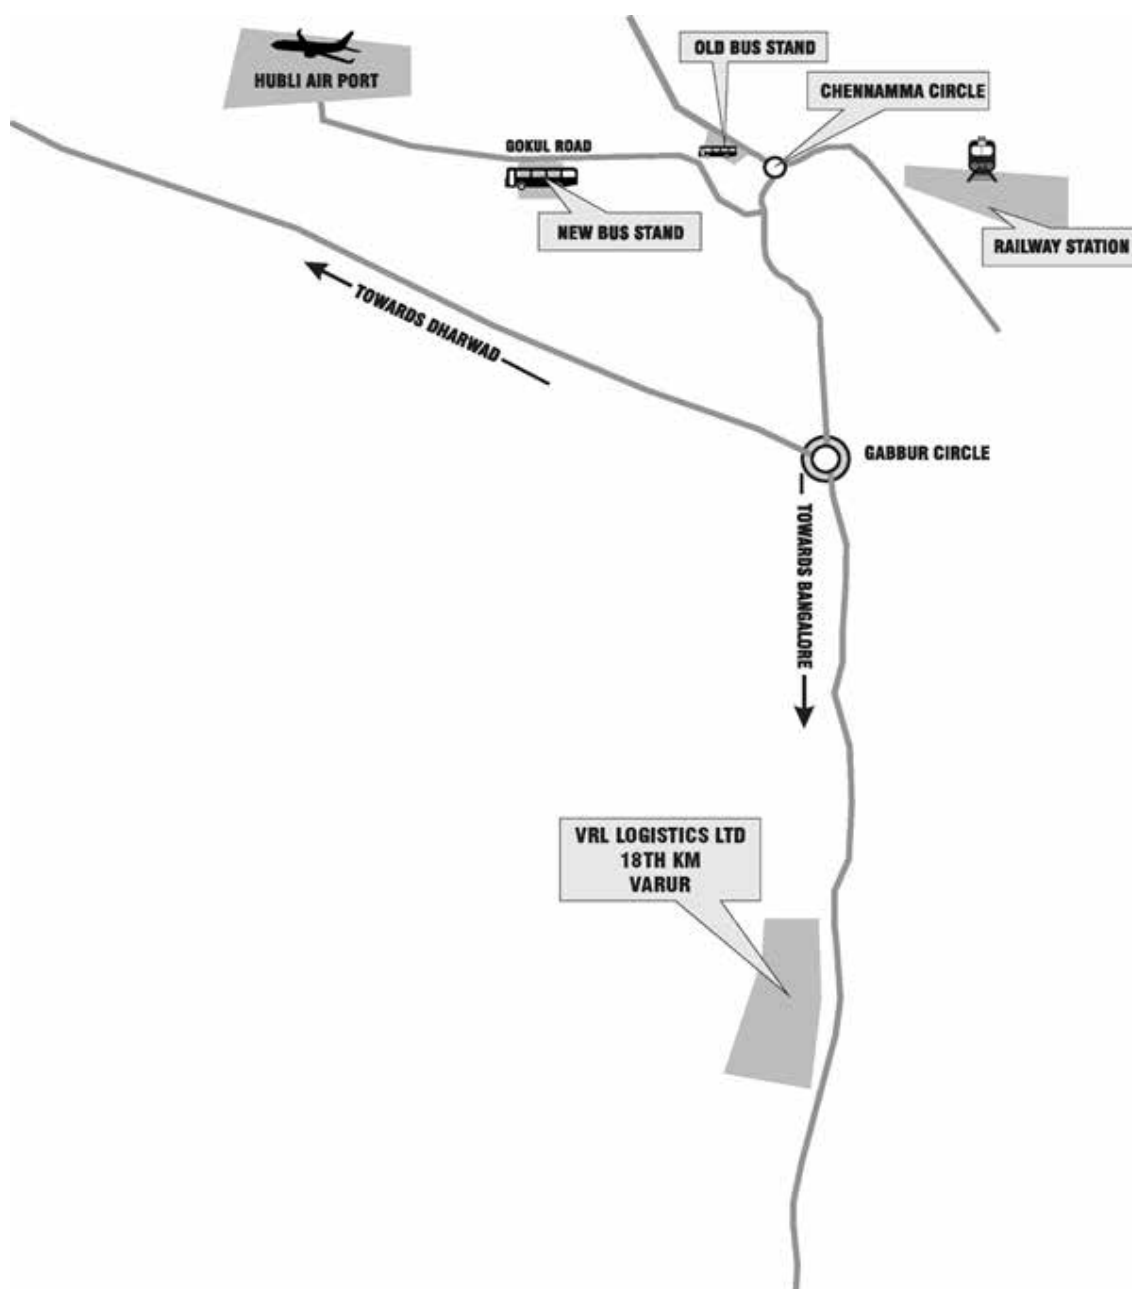 OLD BUS STAND
HUBLI AIR PORT
CHENNAMMA CIRCLE
GOKUL ROAD
NEW BUS STAND
RAILWAY STATION
TOWARDS DHARWAD
GABBUR CIRCLE
TOWARDS BANGALORE
VRL LOGISTICS LTD
18TH KM
VARUR